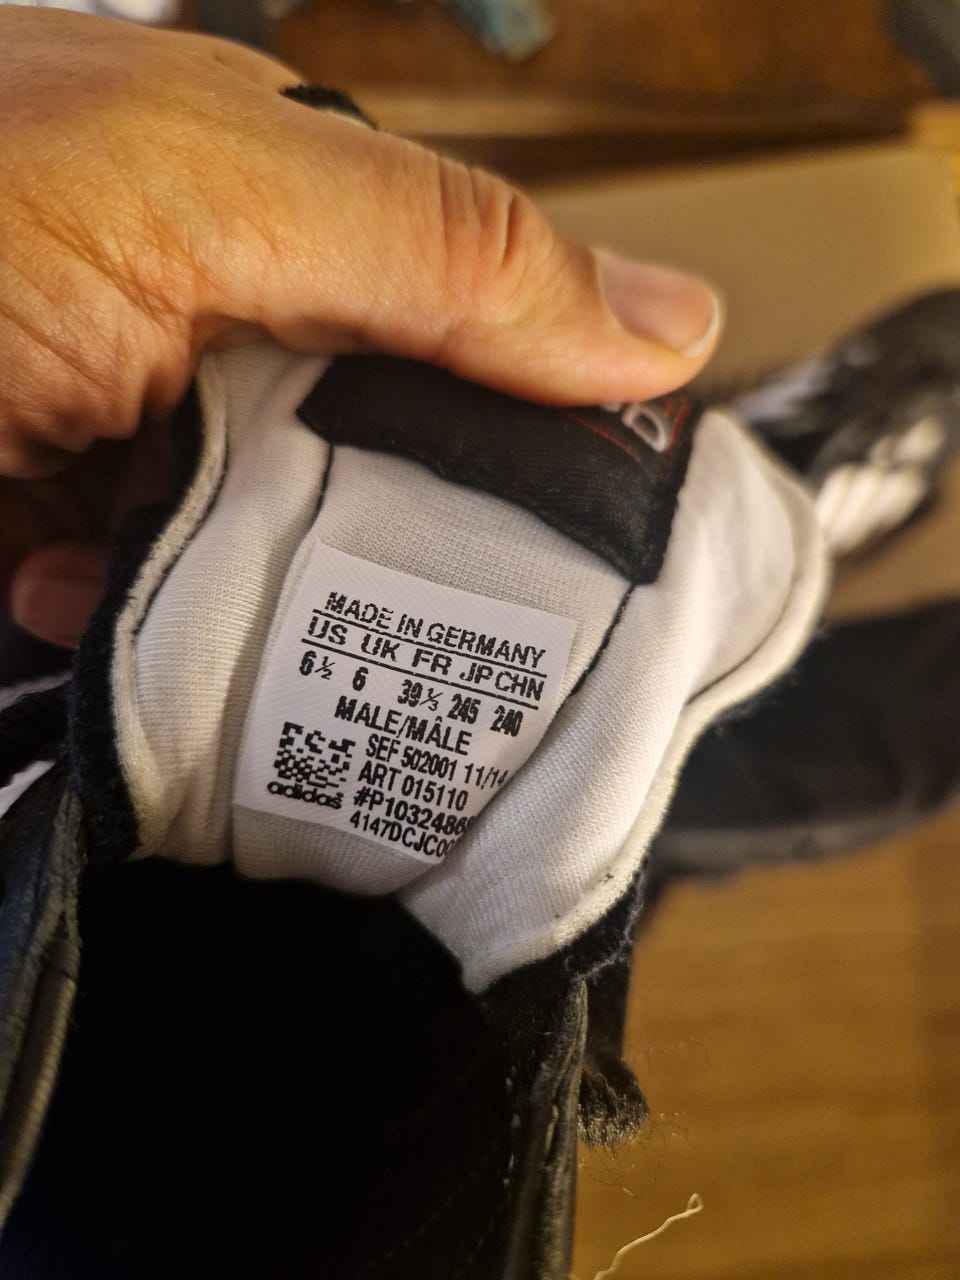 MADE IN GERMANY
US UK FR JP CHN
6½ 6 39⅓ 245 240
MALE/MÂLE
SEF 502001 11/14
ART 015110
adidas